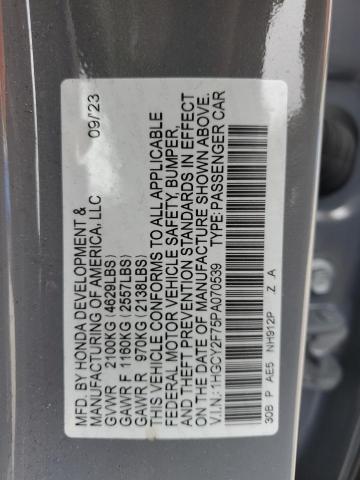 MFD. BY HONDA DEVELOPMENT &
MANUFACTURING OF AMERICA, LLC 09/23
GVWR 2100KG (4629LBS)
GAWR F 1160KG (2557LBS)
GAWR R 970KG (2138LBS)
THIS VEHICLE CONFORMS TO ALL APPLICABLE
FEDERAL MOTOR VEHICLE SAFETY, BUMPER,
AND THEFT PREVENTION STANDARDS IN EFFECT
ON THE DATE OF MANUFACTURE SHOWN ABOVE.
V.I.N.: 1HGCY2F75PA070539 TYPE: PASSENGER CAR
30B P AE5 NH912P Z A